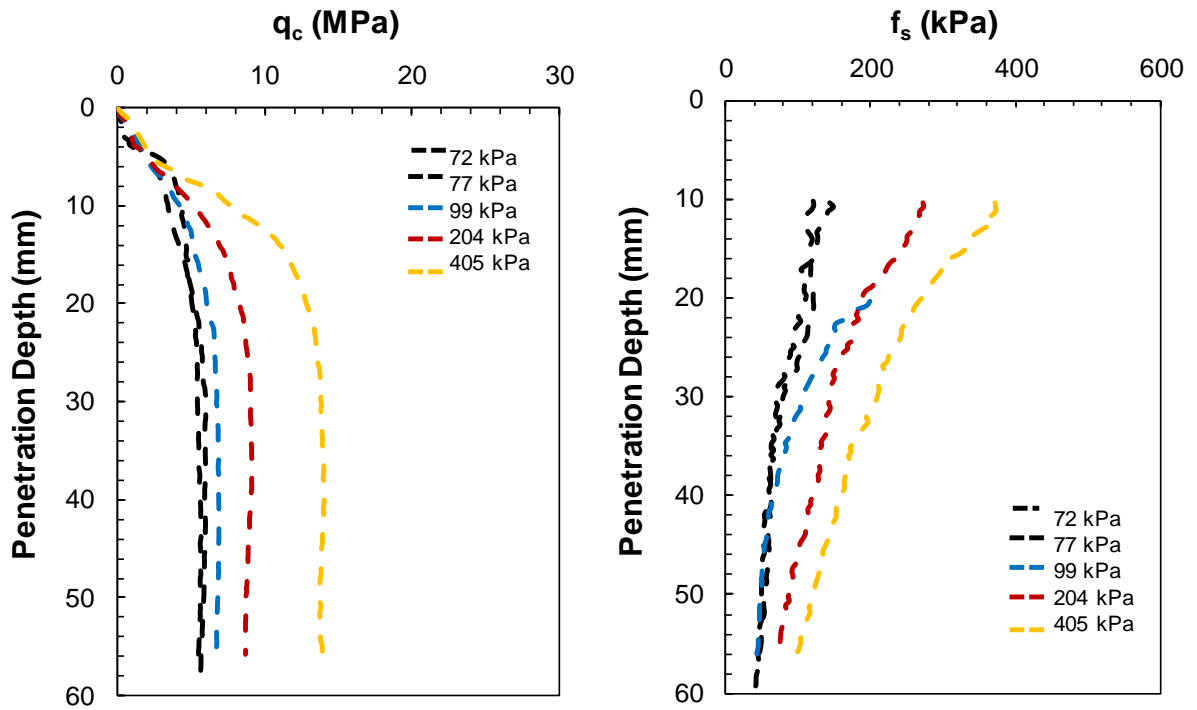 q_c (MPa)
0 10 20 30
0
10
20
30
40
50
60
Penetration Depth (mm)
72 kPa
77 kPa
99 kPa
204 kPa
405 kPa
f_s (kPa)
0 200 400 600
0
10
20
30
40
50
60
Penetration Depth (mm)
72 kPa
77 kPa
99 kPa
204 kPa
405 kPa